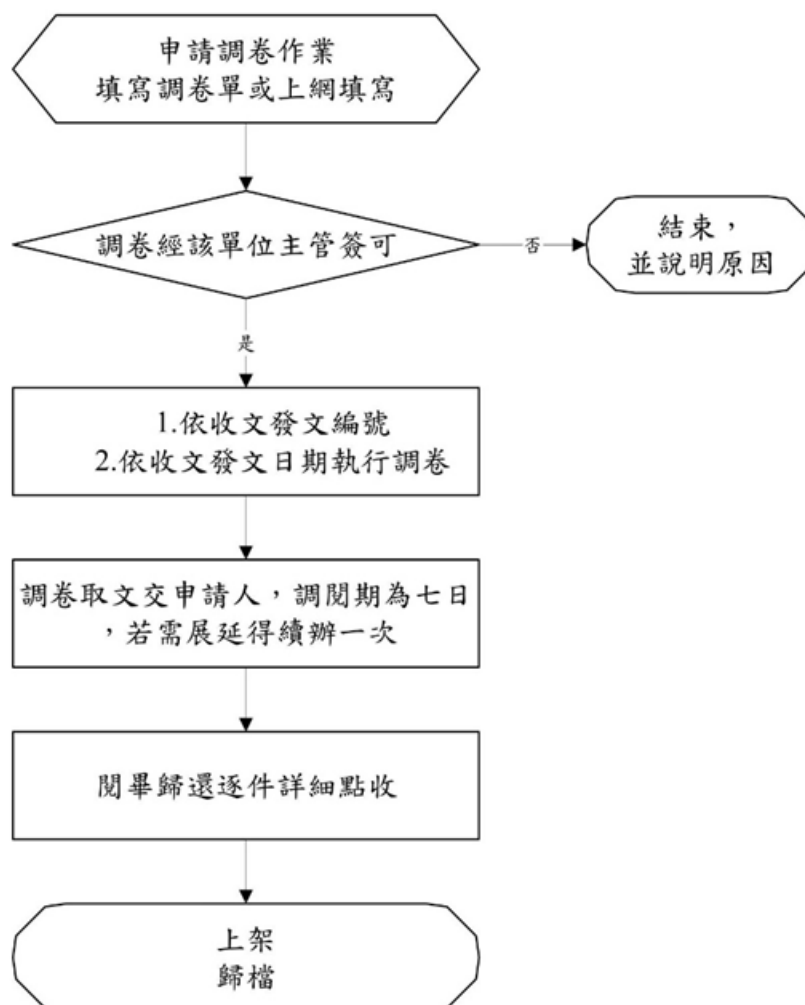 申請調卷作業
填寫調卷單或上網填寫
調卷經該單位主管簽可
否
結束，
並說明原因
是
1.依收文發文編號
2.依收文發文日期執行調卷
調卷取文交申請人，調閱期為七日
，若需展延得續辦一次
閱畢歸還逐件詳細點收
上架
歸檔